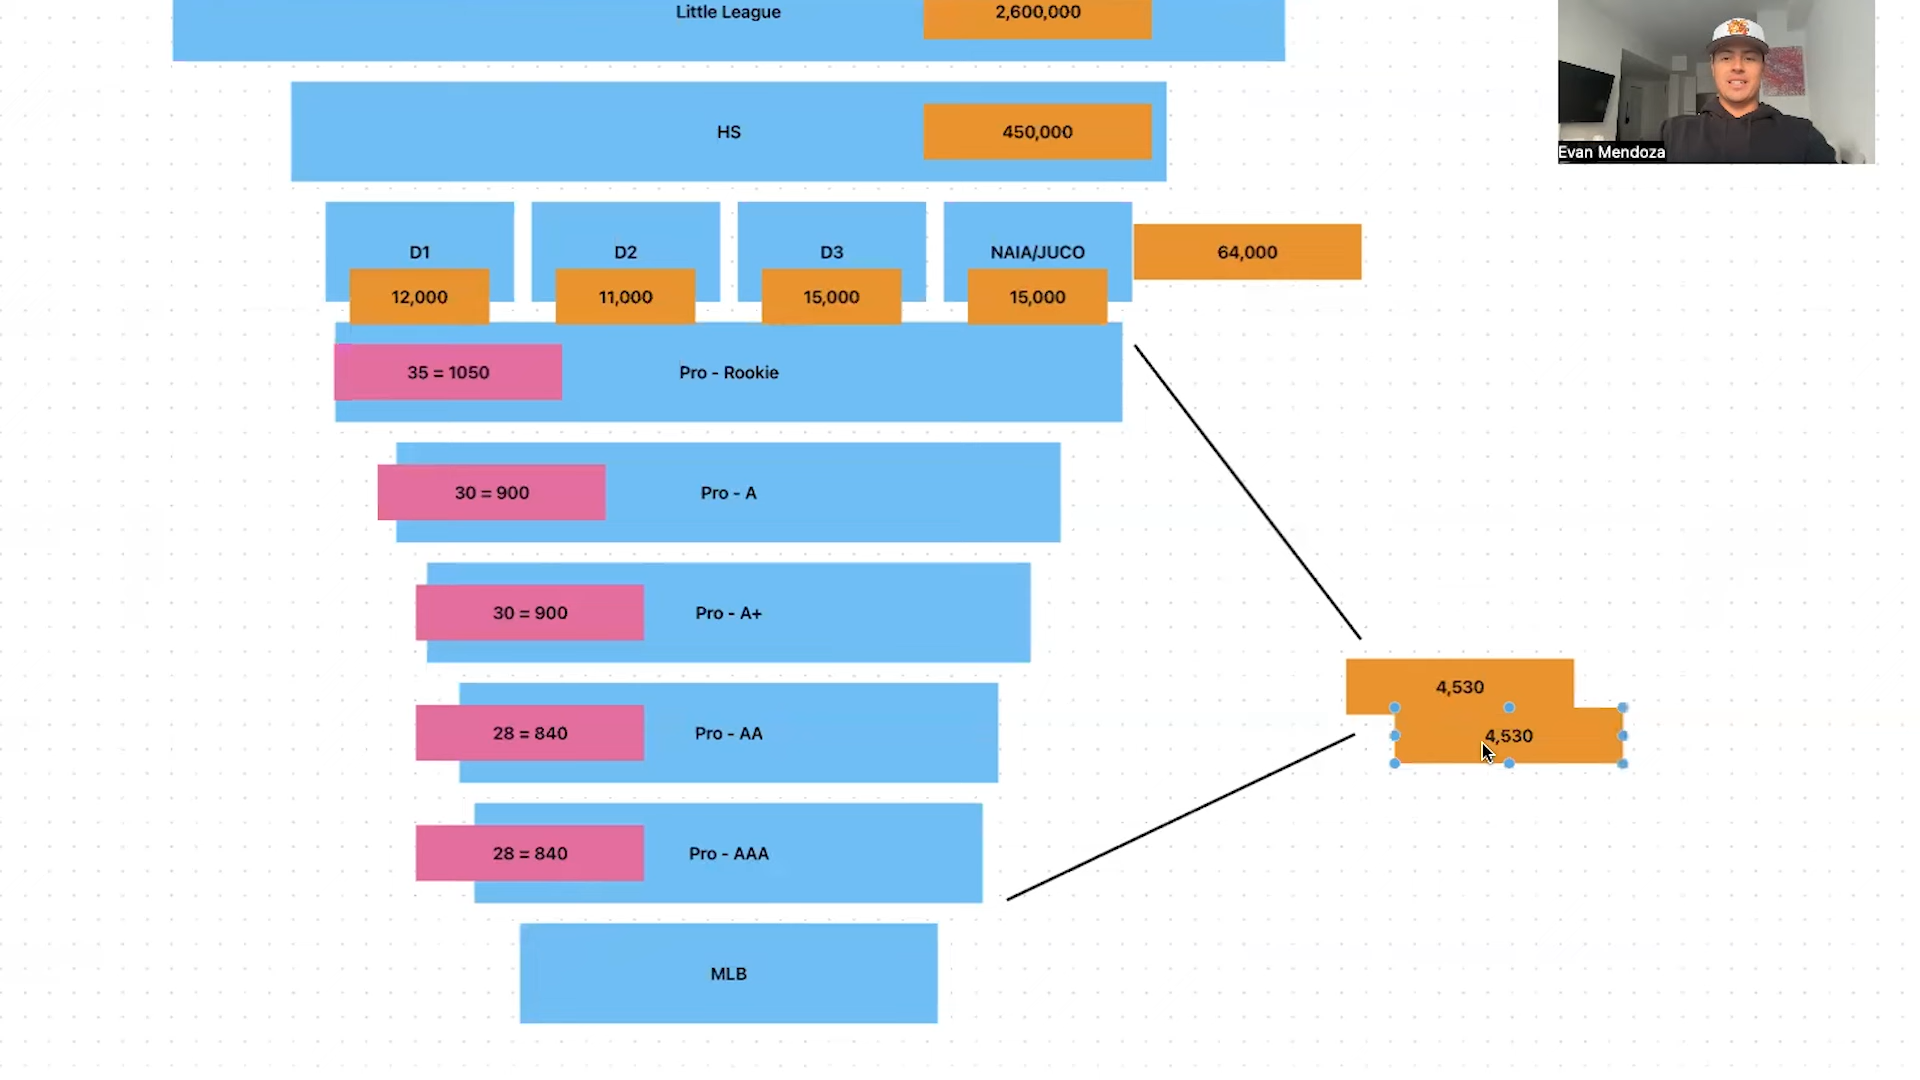 Little League
2,600,000
Evan Mendoza
HS
450,000
D1
D2
D3
NAIA/JUCO
64,000
12,000
11,000
15,000
15,000
35 = 1050
Pro - Rookie
30 = 900
Pro - A
30 = 900
Pro - A+
4,530
28 = 840
Pro - AA
4,530
28 = 840
Pro - AAA
MLB